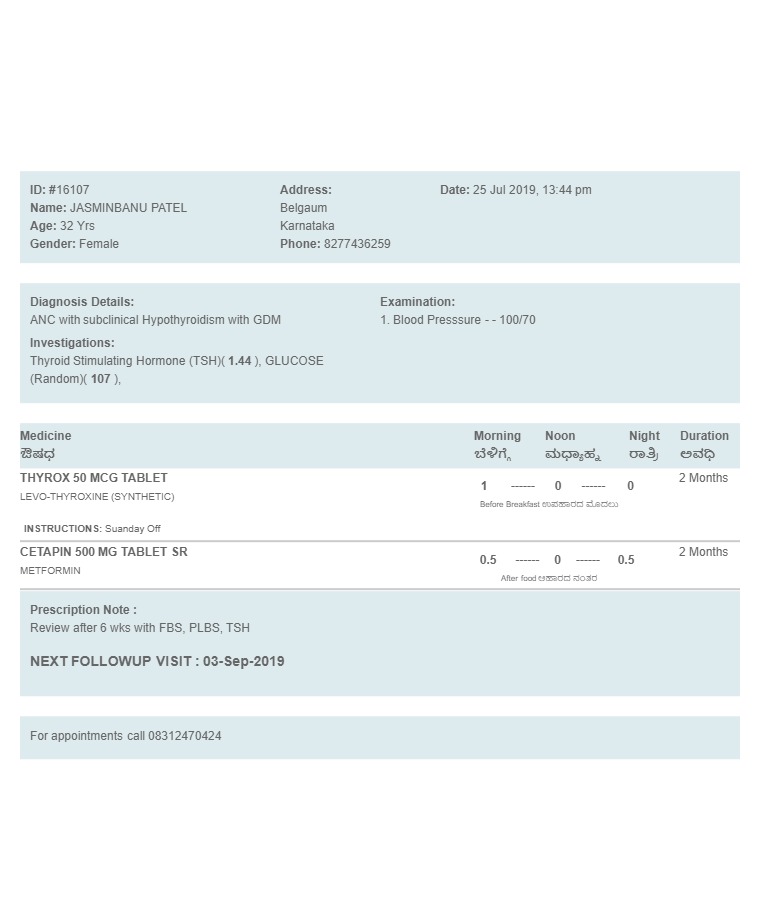 ID: #16107
Name: JASMINBANU PATEL
Age: 32 Yrs
Gender: Female
Address:
Belgaum
Karnataka
Phone: 8277436259
Date: 25 Jul 2019, 13:44 pm
Diagnosis Details:
ANC with subclinical Hypothyroidism with GDM
Investigations:
Thyroid Stimulating Hormone (TSH)( 1.44 ), GLUCOSE
(Random)( 107 ),
Examination:
1. Blood Presssure - - 100/70
Medicine Morning Noon Night Duration
ಔಷಧ ಬೆಳಿಗ್ಗೆ ಮಧ್ಯಾಹ್ನ ರಾತ್ರಿ ಅವಧಿ
THYROX 50 MCG TABLET 2 Months
LEVO-THYROXINE (SYNTHETIC) 1 ------ 0 ------ 0
Before Breakfast ಉಪಹಾರದ ಮೊದಲು
INSTRUCTIONS: Suanday Off
CETAPIN 500 MG TABLET SR 2 Months
METFORMIN 0.5 ------ 0 ------ 0.5
After food ಆಹಾರದ ನಂತರ
Prescription Note :
Review after 6 wks with FBS, PLBS, TSH
NEXT FOLLOWUP VISIT : 03-Sep-2019
For appointments call 08312470424